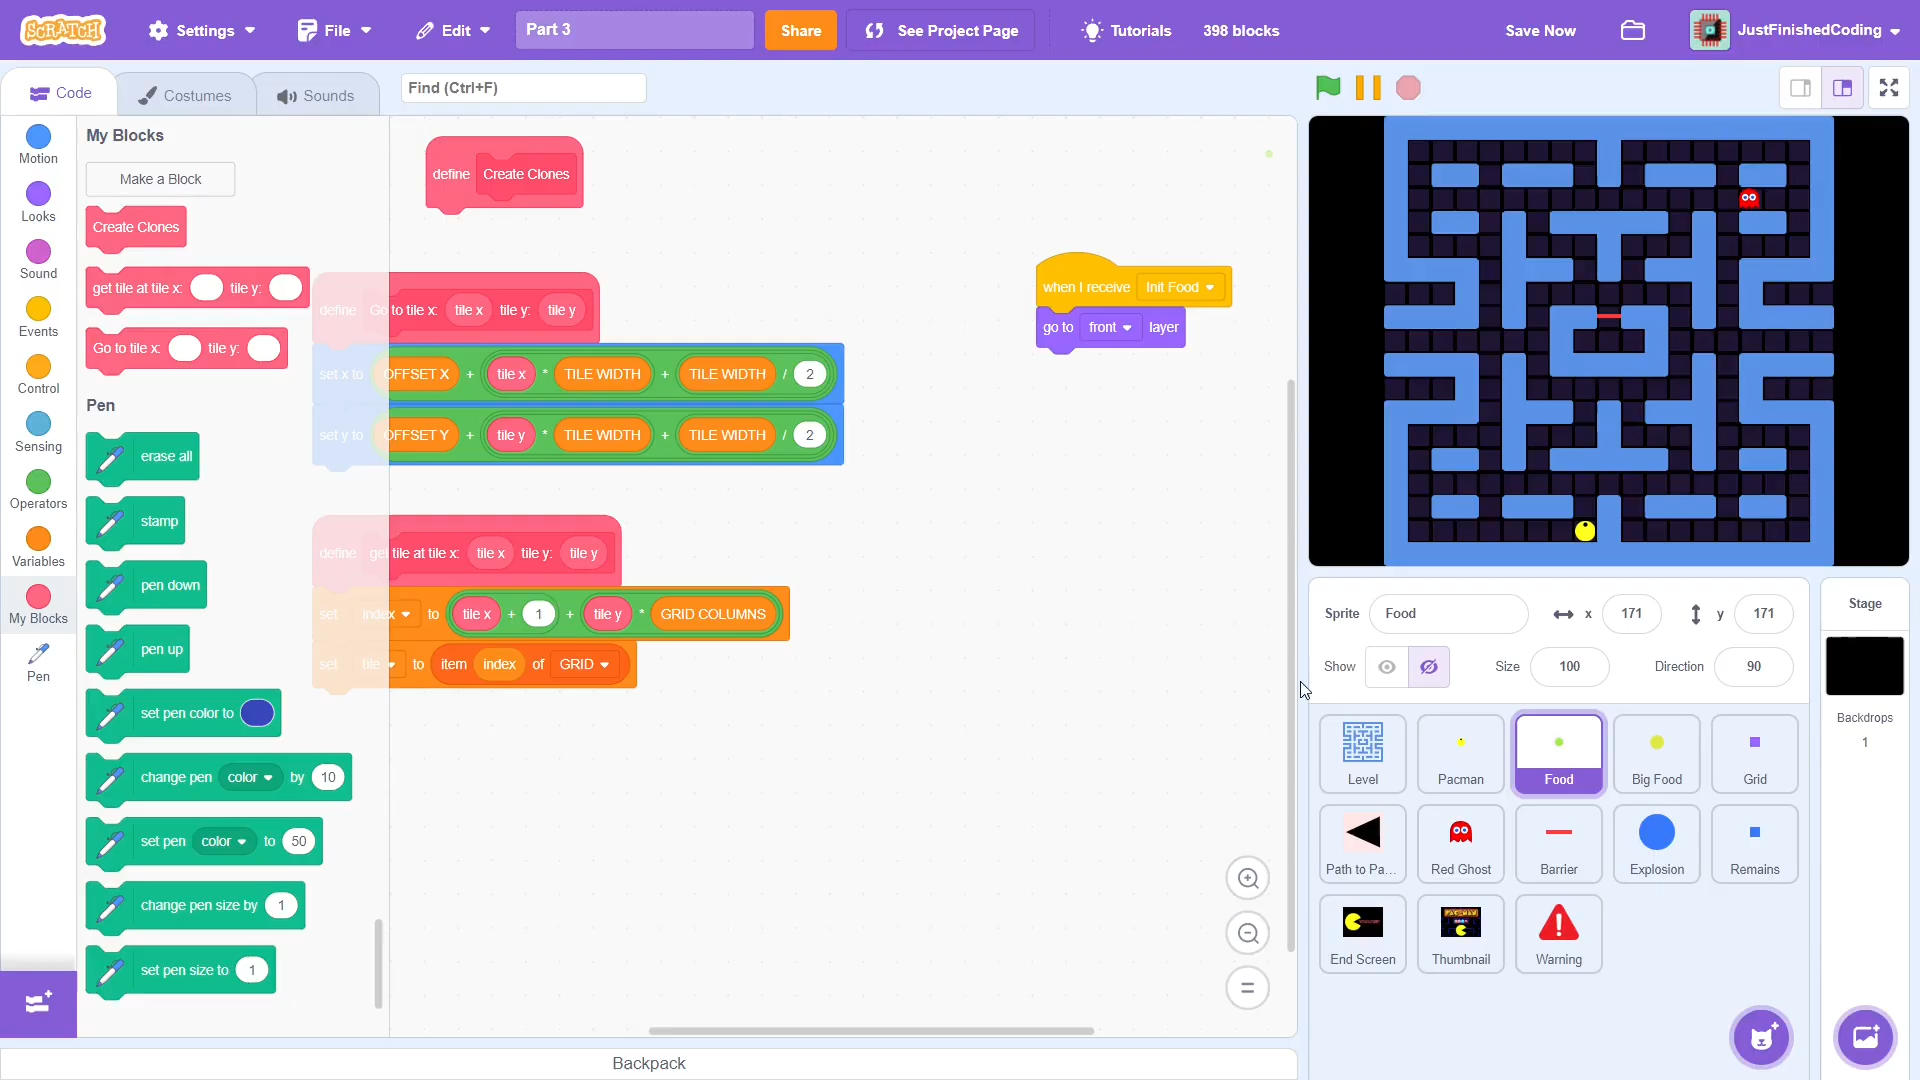 SCRATCH
Settings
File
Edit
Part 3
Share
See Project Page
Tutorials
398 blocks
Save Now
JustFinishedCoding
Code
Costumes
Sounds
Find (Ctrl+F)
Motion
Looks
Sound
Events
Control
Sensing
Operators
Variables
My Blocks
Pen
My Blocks
Make a Block
Create Clones
get tile at tile x: tile y:
Go to tile x: tile y:
Pen
erase all
stamp
pen down
pen up
set pen color to
change pen color by 10
set pen color to 50
change pen size by 1
set pen size to 1
define Create Clones
define Go to tile x: tile x tile y: tile y
set x to OFFSET X + tile x * TILE WIDTH + TILE WIDTH / 2
set y to OFFSET Y + tile y * TILE WIDTH + TILE WIDTH / 2
define get tile at tile x: tile x tile y: tile y
set index to tile x + 1 + tile y * GRID COLUMNS
set tile to item index of GRID
when I receive Init Food
go to front layer
Sprite Food x 171 y 171
Show Size 100 Direction 90
Level
Pacman
Food
Big Food
Grid
Path to Pa...
Red Ghost
Barrier
Explosion
Remains
End Screen
Thumbnail
Warning
Stage
Backdrops
1
Backpack